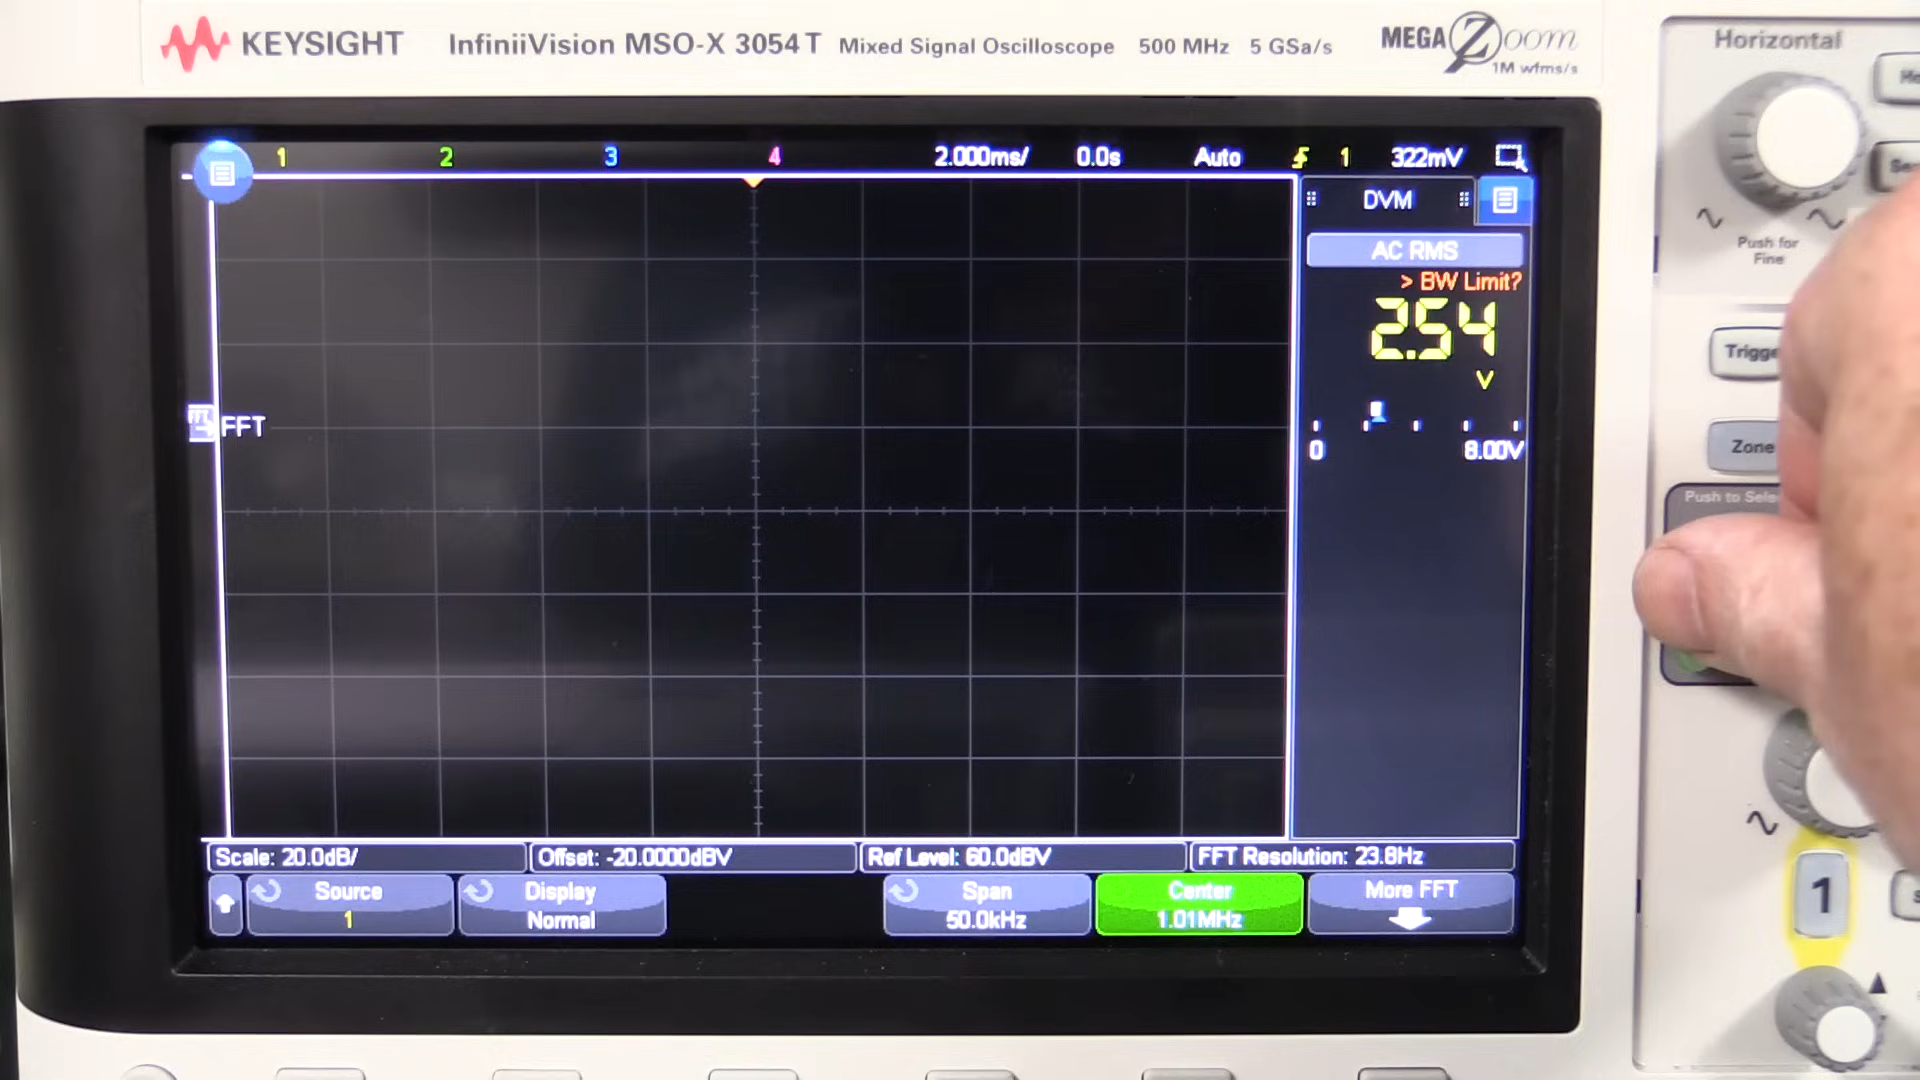 KEYSIGHT InfiniiVision MSO-X 3054T Mixed Signal Oscilloscope 500 MHz 5 GSa/s MEGA Zoom
1M wfms/s
Horizontal
Push for
Fine
Zone
1
1 2 3 4 2.000ms/ 0.0s Auto 1 322mV
DVM
AC RMS
> BW Limit?
2.54
V
0 8.00V
FFT
FFT
Scale: 20.0dB/ Offset: -20.0000dBV Ref Level: 60.0dBV FFT Resolution: 23.8Hz
Source Display Span Center More FFT
1 Normal 50.0kHz 1.01MHz